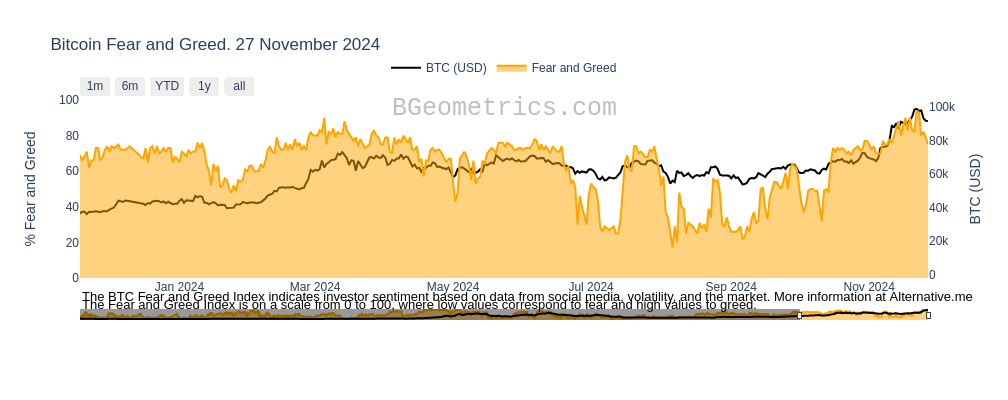 Bitcoin Fear and Greed. 27 November 2024
BTC (USD) Fear and Greed
1m 6m YTD 1y all
BGeometrics.com
100 100k
80 80k
60 60k
40 40k
20 20k
0 0
% Fear and Greed
BTC (USD)
Jan 2024 Mar 2024 May 2024 Jul 2024 Sep 2024 Nov 2024
The BTC Fear and Greed Index indicates investor sentiment based on data from social media, volatility, and the market. More information at Alternative.me
The Fear and Greed Index is on a scale from 0 to 100, where low values correspond to fear and high values to greed.